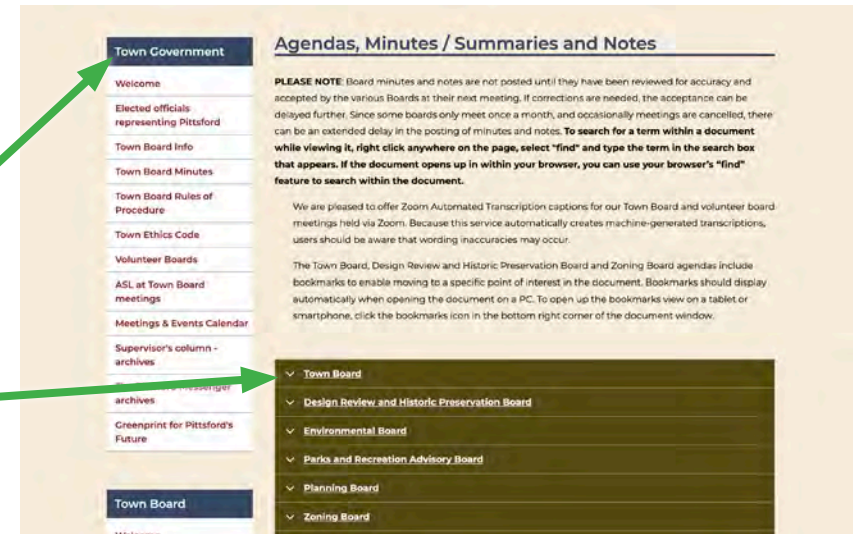 Town Government
Welcome
Elected officials
representing Pittsford
Town Board Info
Town Board Minutes
Town Board Rules of
Procedure
Town Ethics Code
Volunteer Boards
ASL at Town Board
meetings
Meetings & Events Calendar
Supervisor's column -
archives
Messenger
archives
Greenprint for Pittsford's
Future
Town Board
Agendas, Minutes / Summaries and Notes
PLEASE NOTE: Board minutes and notes are not posted until they have been reviewed for accuracy and
accepted by the various Boards at their next meeting. If corrections are needed, the acceptance can be
delayed further. Since some boards only meet once a month, and occasionally meetings are cancelled, there
can be an extended delay in the posting of minutes and notes. To search for a term within a document
while viewing it, right click anywhere on the page, select "find" and type the term in the search box
that appears. If the document opens up in within your browser, you can use your browser's "find"
feature to search within the document.
We are pleased to offer Zoom Automated Transcription captions for our Town Board and volunteer board
meetings held via Zoom. Because this service automatically creates machine-generated transcriptions,
users should be aware that wording inaccuracies may occur.
The Town Board, Design Review and Historic Preservation Board and Zoning Board agendas include
bookmarks to enable moving to a specific point of interest in the document. Bookmarks should display
automatically when opening the document on a PC. To open up the bookmarks view on a tablet or
smartphone, click the bookmarks icon in the bottom right corner of the document window.
Town Board
Design Review and Historic Preservation Board
Environmental Board
Parks and Recreation Advisory Board
Planning Board
Zoning Board